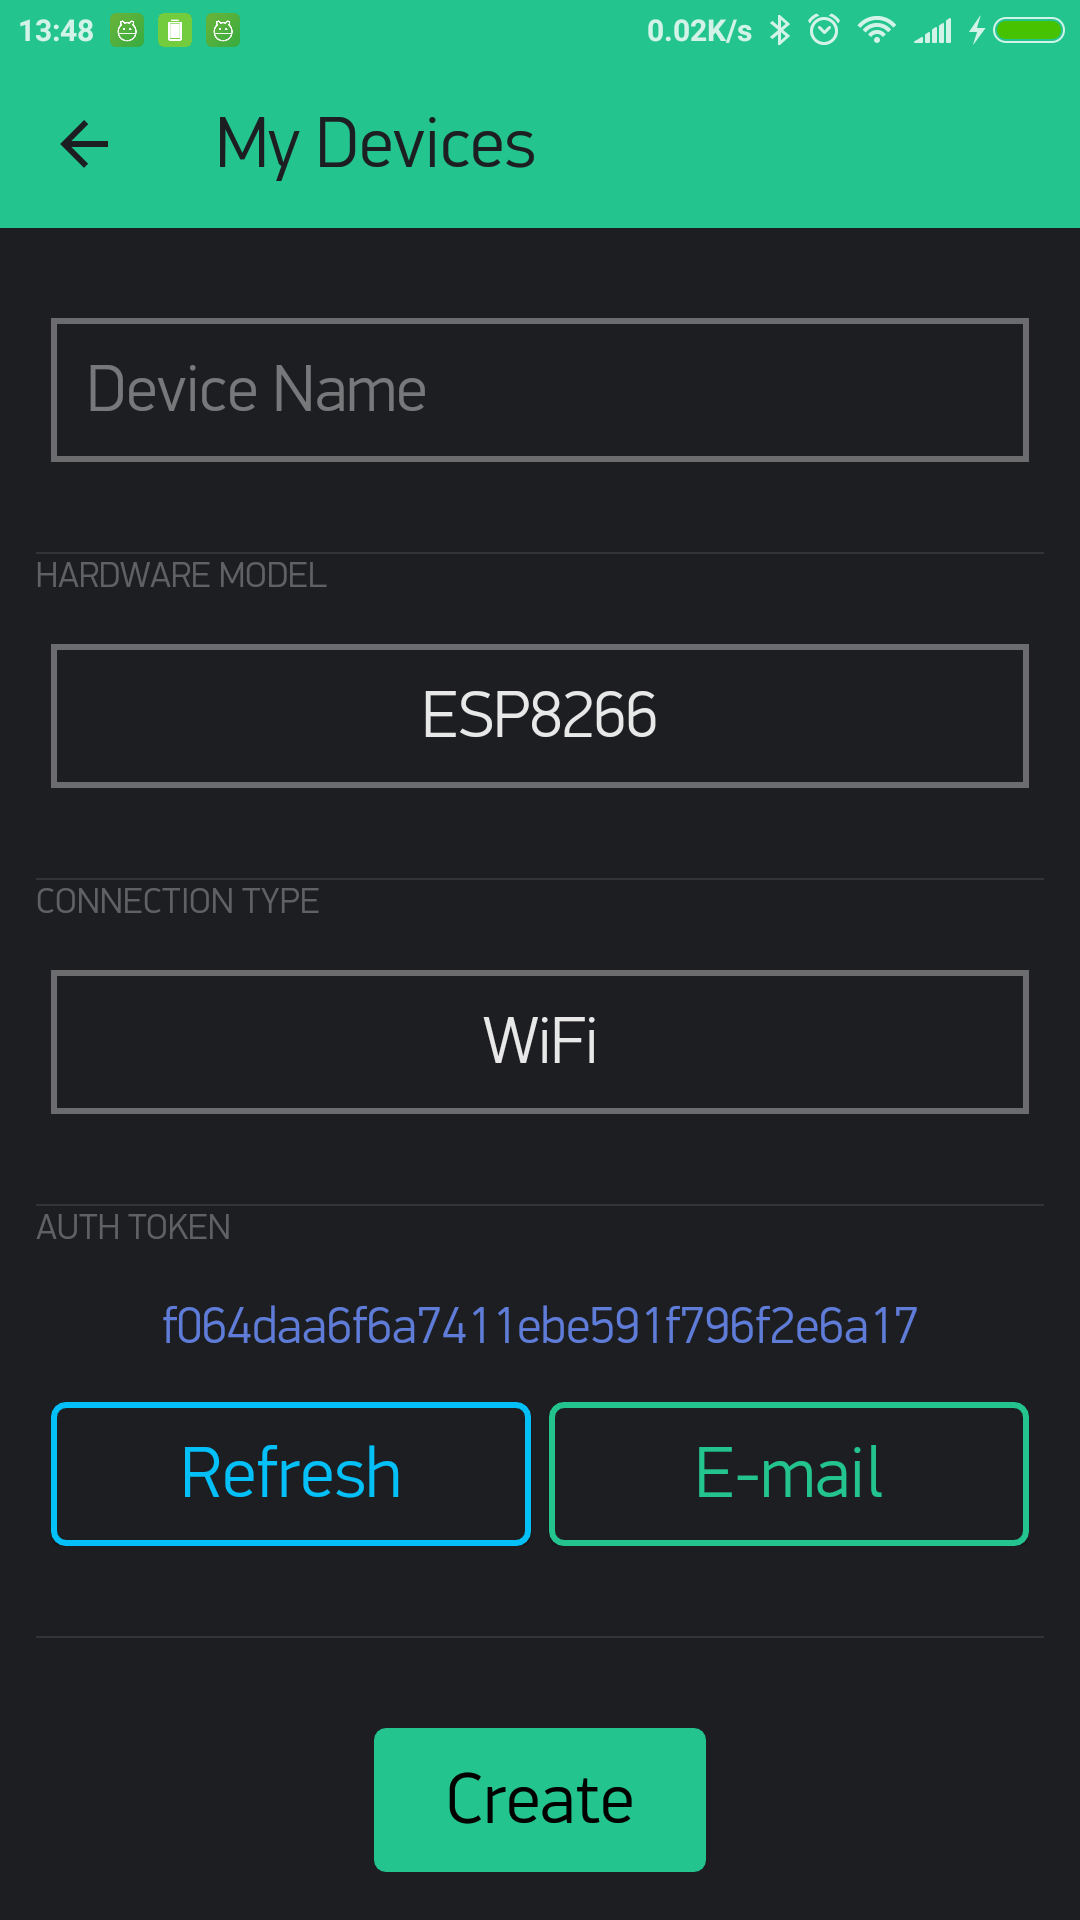 13:48
0.02K/s
My Devices
Device Name
HARDWARE MODEL
ESP8266
CONNECTION TYPE
WiFi
AUTH TOKEN
f064daa6f6a7411ebe591f796f2e6a17
Refresh
E-mail
Create